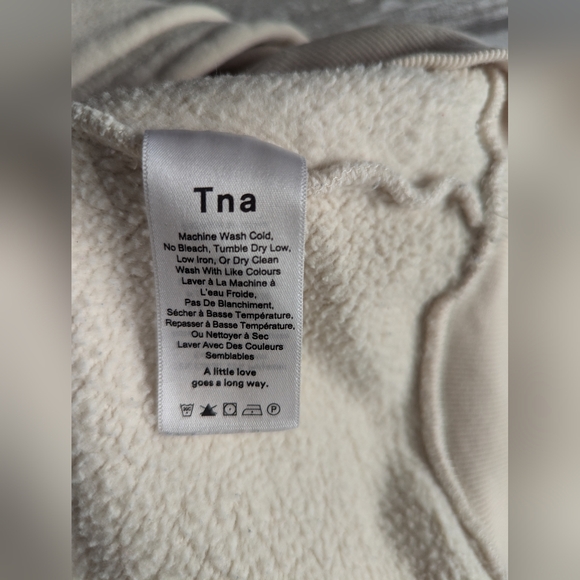 Tna
Machine Wash Cold,
No Bleach, Tumble Dry Low,
Low Iron, Or Dry Clean
Wash With Like Colours
Laver à La Machine à
L'eau Froide,
Pas De Blanchiment,
Sécher à Basse Température.
Repasser à Basse Température,
Ou Nettoyer à Sec
Laver Avec Des Couleurs
Semblables
A little love
goes a long way.
P